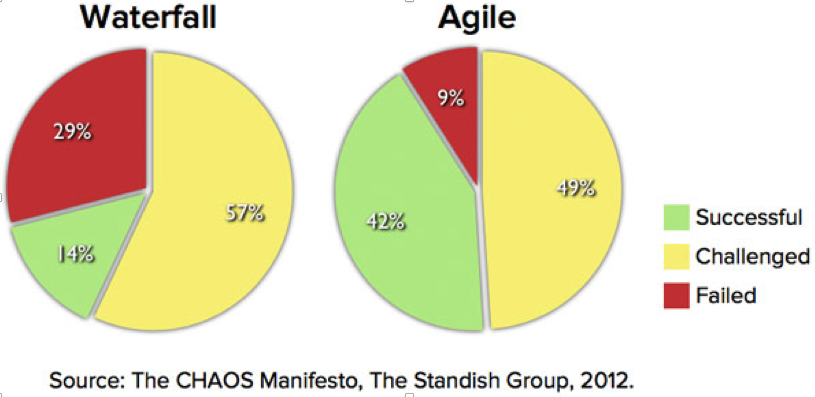 Waterfall
Agile
29%
57%
14%
9%
49%
42%
Successful
Challenged
Failed
Source: The CHAOS Manifesto, The Standish Group, 2012.